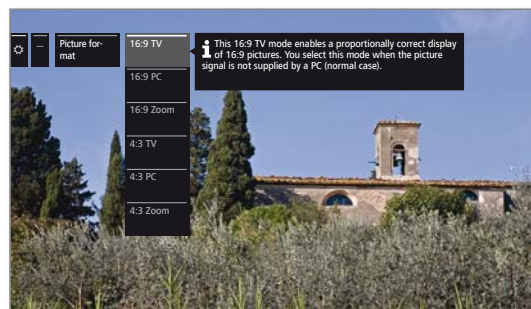 ...
Picture for-
mat
16:9 TV
16:9 PC
16:9 Zoom
4:3 TV
4:3 PC
4:3 Zoom
i This 16:9 TV mode enables a proportionally correct display
of 16:9 pictures. You select this mode when the picture
signal is not supplied by a PC (normal case).